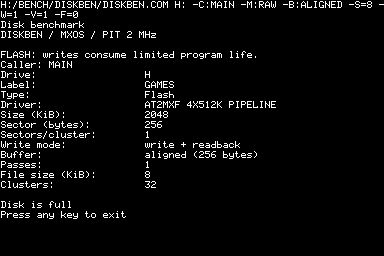 H:/BENCH/DISKBEN/DISKBEN.COM H: -C:MAIN -M:RAW -B:ALIGNED -S=8 -
W=1 -V=1 -F=0
Disk benchmark
DISKBEN / MXOS / PIT 2 MHz
FLASH: writes consume limited program life.
Caller: MAIN
Drive: H
Label: GAMES
Type: Flash
Driver: AT2MXF 4X512K PIPELINE
Size (KiB): 2048
Sector (bytes): 256
Sectors/cluster: 1
Write mode: write + readback
Buffer: aligned (256 bytes)
Passes: 1
File size (KiB): 8
Clusters: 32
Disk is full
Press any key to exit